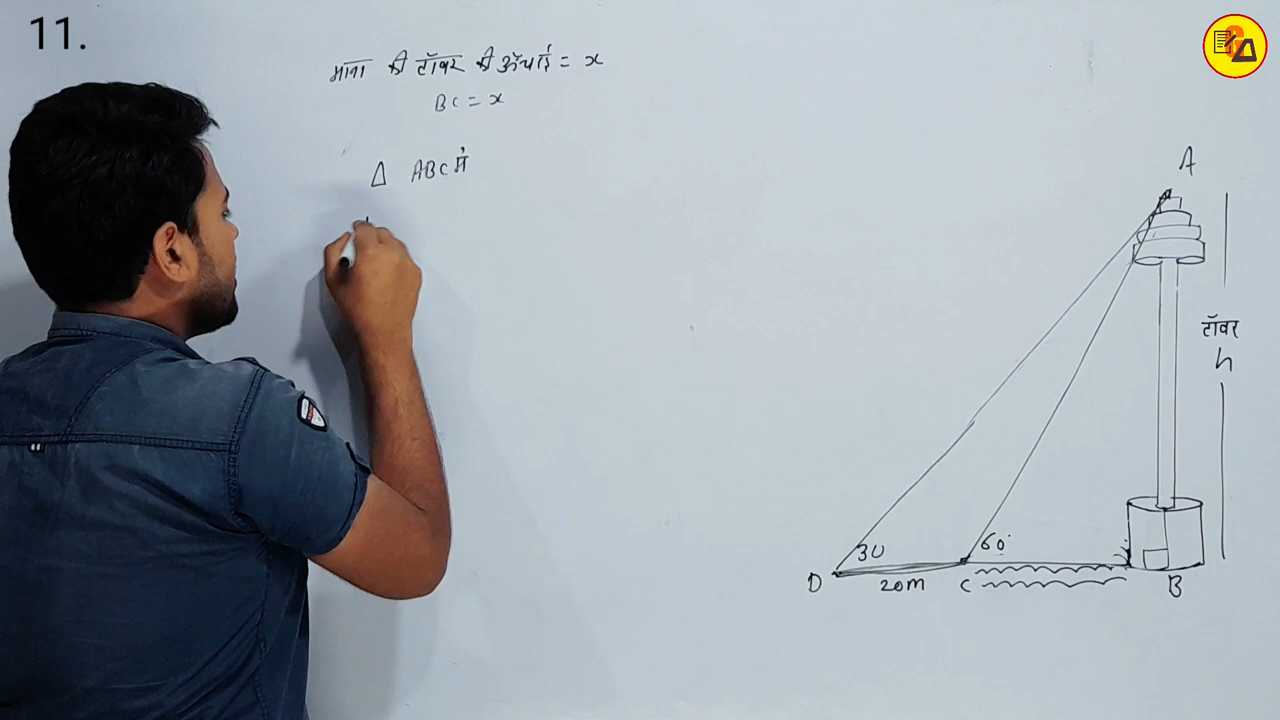 11.
माना की टॉवर की ऊँचाई = x
BC = x
Δ ABC में
A
टॉवर
h
30
60°
D
20m
C
B